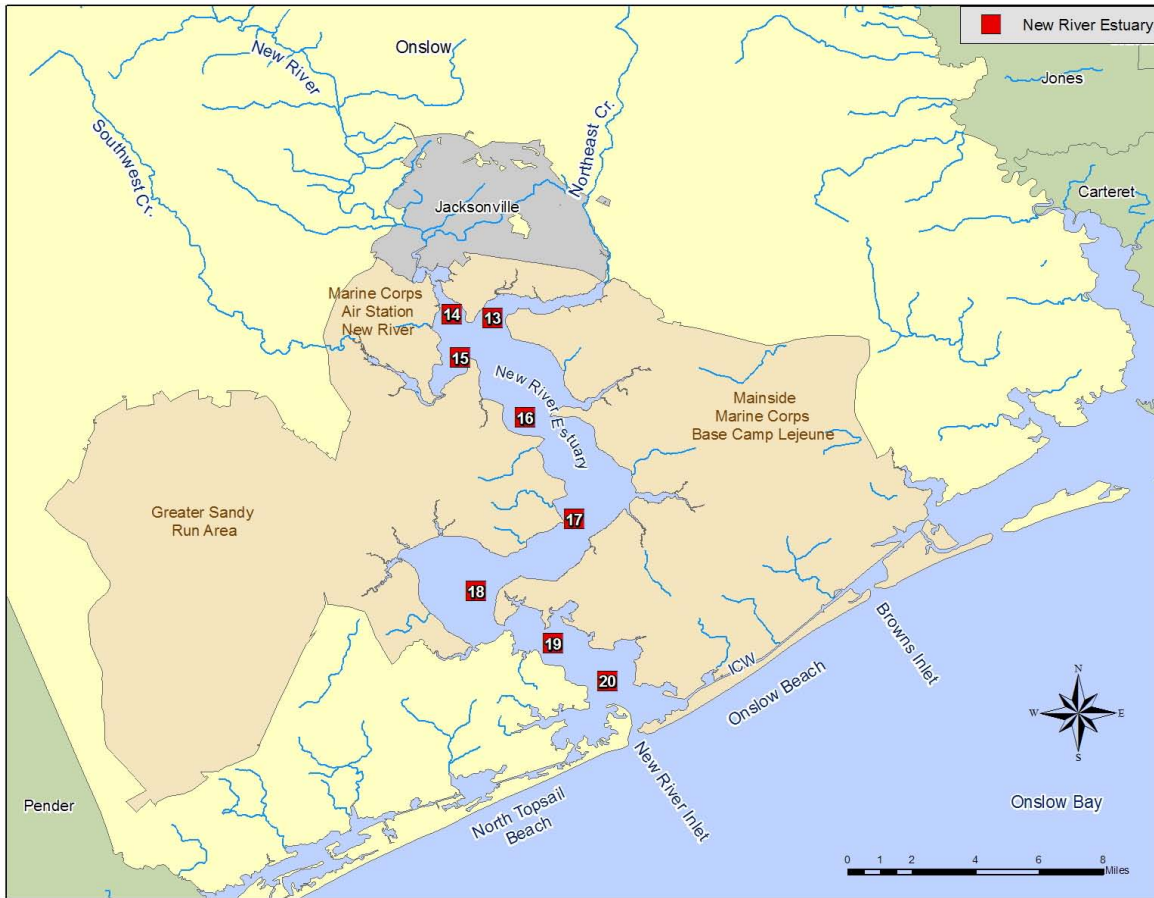 New River Estuary
Onslow
New River
Jones
Southwest Cr.
Northeast Cr.
Carteret
Jacksonville
Marine Corps
Air Station
New River
14
13
15
New River Estuary
16
Mainside
Marine Corps
Base Camp Lejeune
Greater Sandy
Run Area
17
18
19
20
ICW
Onslow Beach
Browns Inlet
New River Inlet
North Topsail
Beach
Pender
Onslow Bay
N
W
E
S
0 1 2 4 6 8
Miles